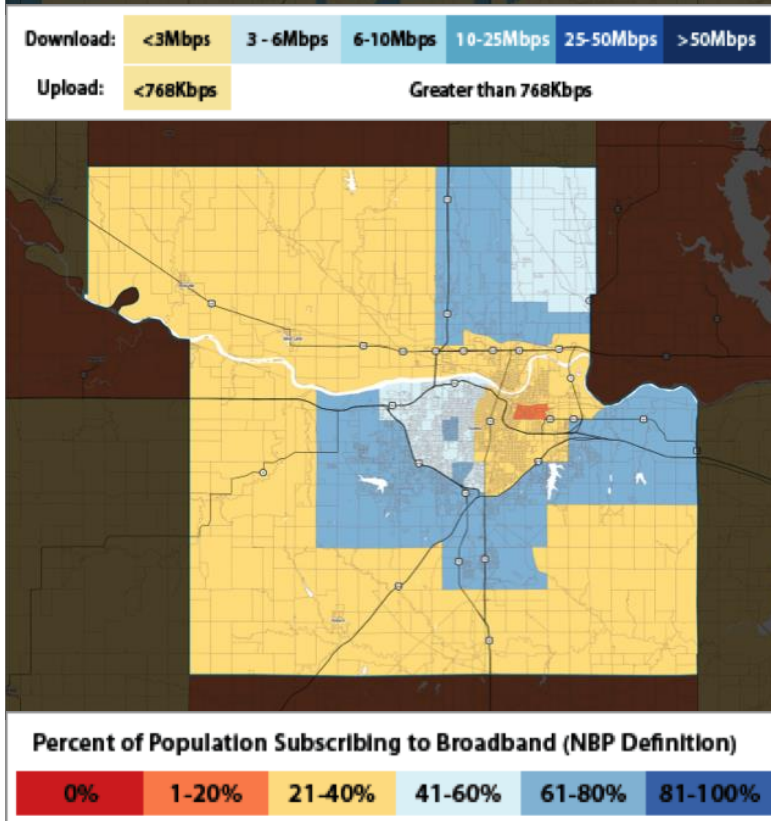 Download: <3Mbps 3 - 6Mbps 6-10Mbps 10-25Mbps 25-50Mbps >50Mbps
Upload: <768Kbps Greater than 768Kbps
Percent of Population Subscribing to Broadband (NBP Definition)
0% 1-20% 21-40% 41-60% 61-80% 81-100%